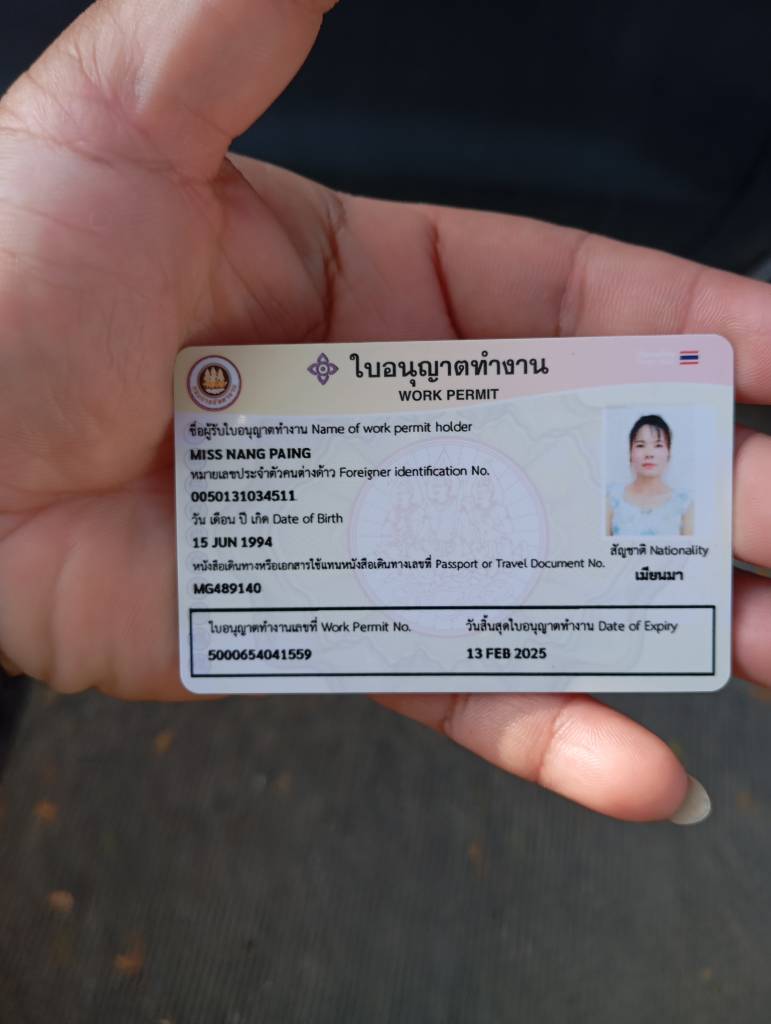 ใบอนุญาตทำงาน
WORK PERMIT
ชื่อผู้รับใบอนุญาตทำงาน Name of work permit holder
MISS NANG PAING
หมายเลขประจำตัวคนต่างด้าว Foreigner identification No.
0050131034511
วัน เดือน ปี เกิด Date of Birth
15 JUN 1994
หนังสือเดินทางหรือเอกสารใช้แทนหนังสือเดินทางเลขที่ Passport or Travel Document No.
MG489140
สัญชาติ Nationality
เมียนมา
ใบอนุญาตทำงานเลขที่ Work Permit No.
5000654041559
วันสิ้นสุดใบอนุญาตทำงาน Date of Expiry
13 FEB 2025